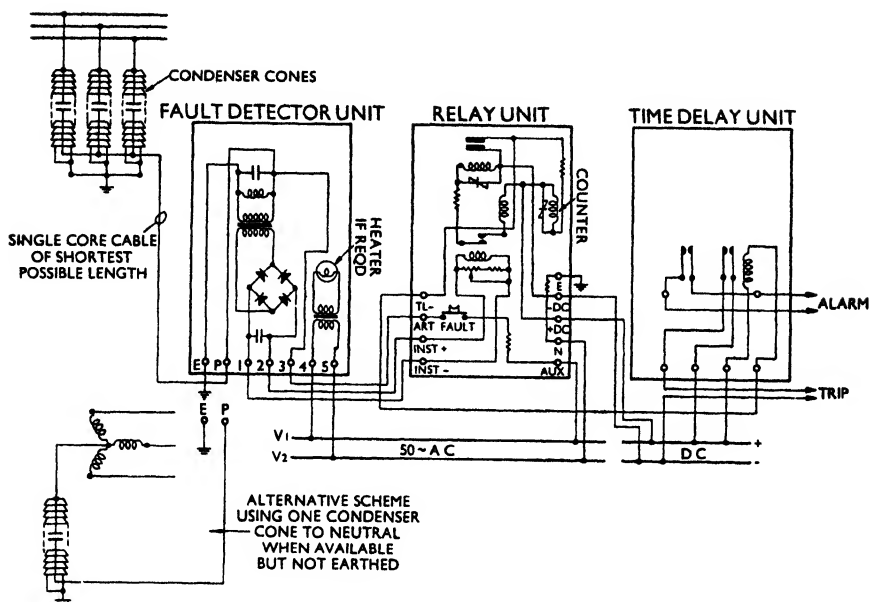 CONDENSER CONES
FAULT DETECTOR UNIT
RELAY UNIT
TIME DELAY UNIT
SINGLE CORE CABLE
OF SHORTEST
POSSIBLE LENGTH
HEATER
IF REQD
COUNTER
E P 1 2 3 4 5
TL-
ART FAULT
INST +
INST -
E
-DC
+DC
N
AUX
ALARM
TRIP
E P
V1
V2
50 ~ A C
D C
+
-
ALTERNATIVE SCHEME
USING ONE CONDENSER
CONE TO NEUTRAL
WHEN AVAILABLE
BUT NOT EARTHED